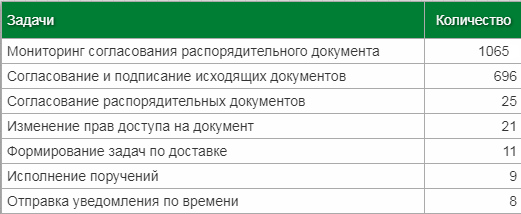 Задачи Количество
Мониторинг согласования распорядительного документа 1065
Согласование и подписание исходящих документов 696
Согласование распорядительных документов 25
Изменение прав доступа на документ 21
Формирование задач по доставке 11
Исполнение поручений 9
Отправка уведомления по времени 8